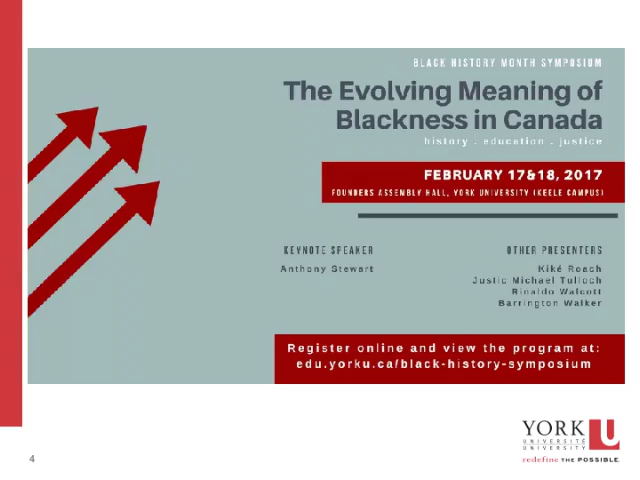 BLACK HISTORY MONTH SYMPOSIUM
The Evolving Meaning of
Blackness in Canada
history . education . justice
FEBRUARY 17&18, 2017
FOUNDERS ASSEMBLY HALL, YORK UNIVERSITY (KEELE CAMPUS)
KEYNOTE SPEAKER
Anthony Stewart
OTHER PRESENTERS
Kiké Roach
Justic Michael Tulloch
Rinaldo Walcott
Barrington Walker
Register online and view the program at:
edu.yorku.ca/black-history-symposium
YORK U
UNIVERSITÉ
UNIVERSITY
redefine THE POSSIBLE.
4